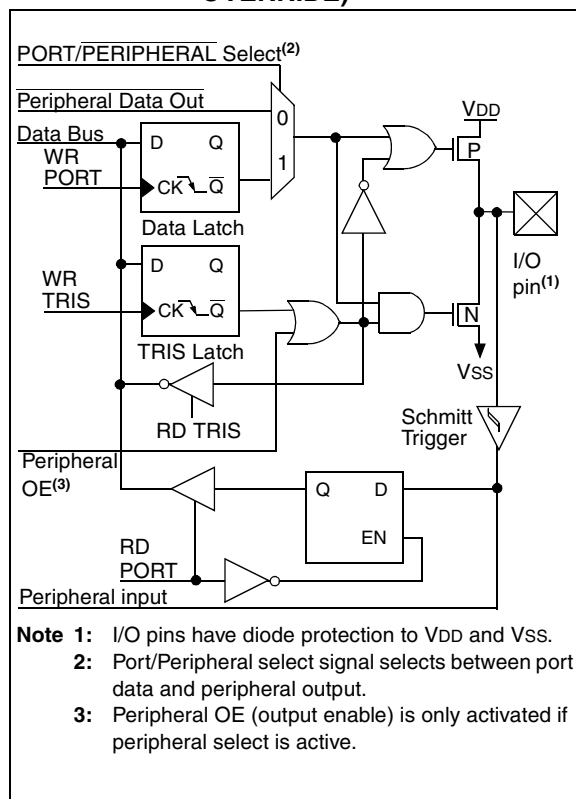 OVERRIDE)
PORT/PERIPHERAL Select(2)
Peripheral Data Out
Data Bus
WR
PORT
D
Q
CK
Q
Data Latch
0
1
VDD
P
I/O
pin(1)
WR
TRIS
D
Q
CK
Q
TRIS Latch
N
VSS
RD TRIS
Schmitt
Trigger
Peripheral
OE(3)
Q
D
EN
RD
PORT
Peripheral input
Note 1: I/O pins have diode protection to VDD and VSS.
2: Port/Peripheral select signal selects between port
data and peripheral output.
3: Peripheral OE (output enable) is only activated if
peripheral select is active.